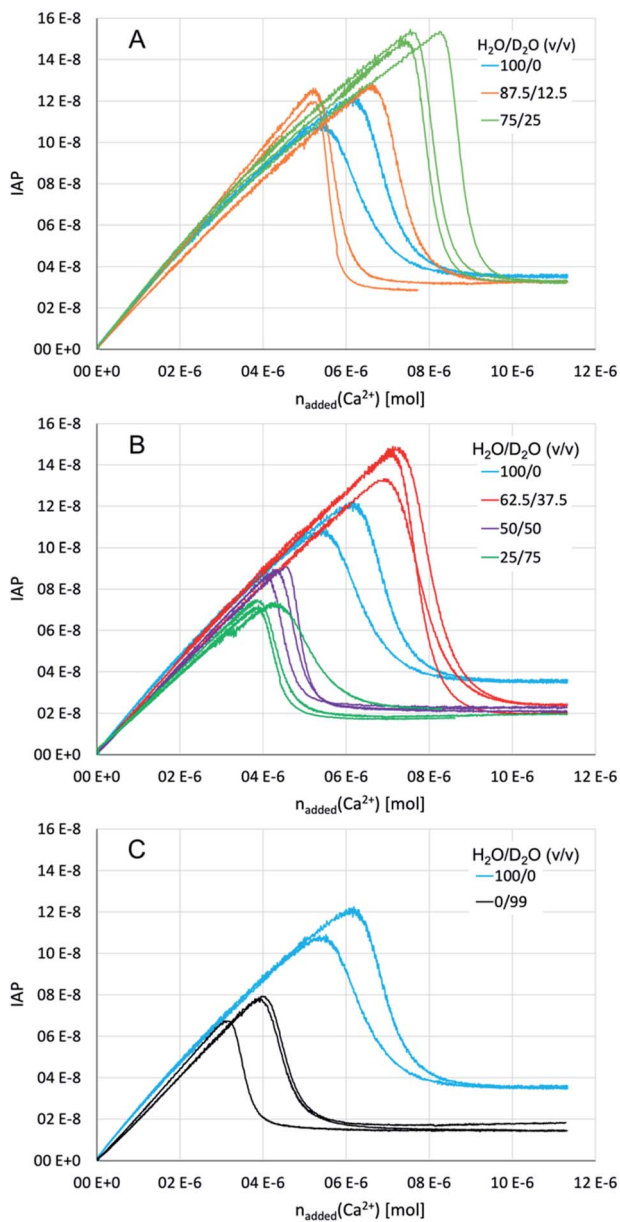 A
H₂O/D₂O (v/v)
100/0
87.5/12.5
75/25
16 E-8
14 E-8
12 E-8
10 E-8
08 E-8
06 E-8
04 E-8
02 E-8
00 E+0
IAP
00 E+0 02 E-6 04 E-6 06 E-6 08 E-6 10 E-6 12 E-6
nadded(Ca²⁺) [mol]
B
H₂O/D₂O (v/v)
100/0
62.5/37.5
50/50
25/75
16 E-8
14 E-8
12 E-8
10 E-8
08 E-8
06 E-8
04 E-8
02 E-8
00 E+0
IAP
00 E+0 02 E-6 04 E-6 06 E-6 08 E-6 10 E-6 12 E-6
nadded(Ca²⁺) [mol]
C
H₂O/D₂O (v/v)
100/0
0/99
16 E-8
14 E-8
12 E-8
10 E-8
08 E-8
06 E-8
04 E-8
02 E-8
00 E+0
IAP
00 E+0 02 E-6 04 E-6 06 E-6 08 E-6 10 E-6 12 E-6
nadded(Ca²⁺) [mol]